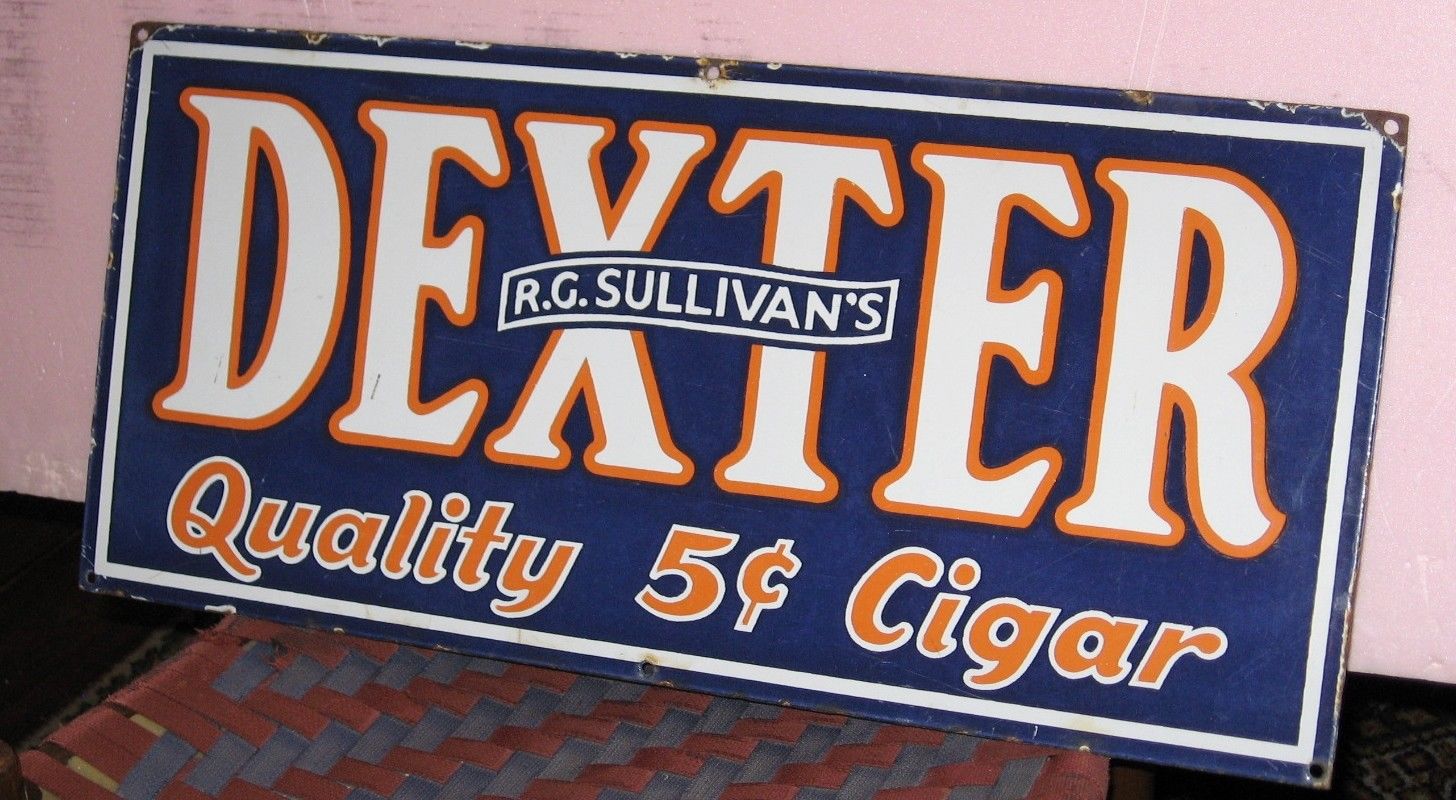 DEXTER
R.G. SULLIVAN'S
Quality 5¢ Cigar